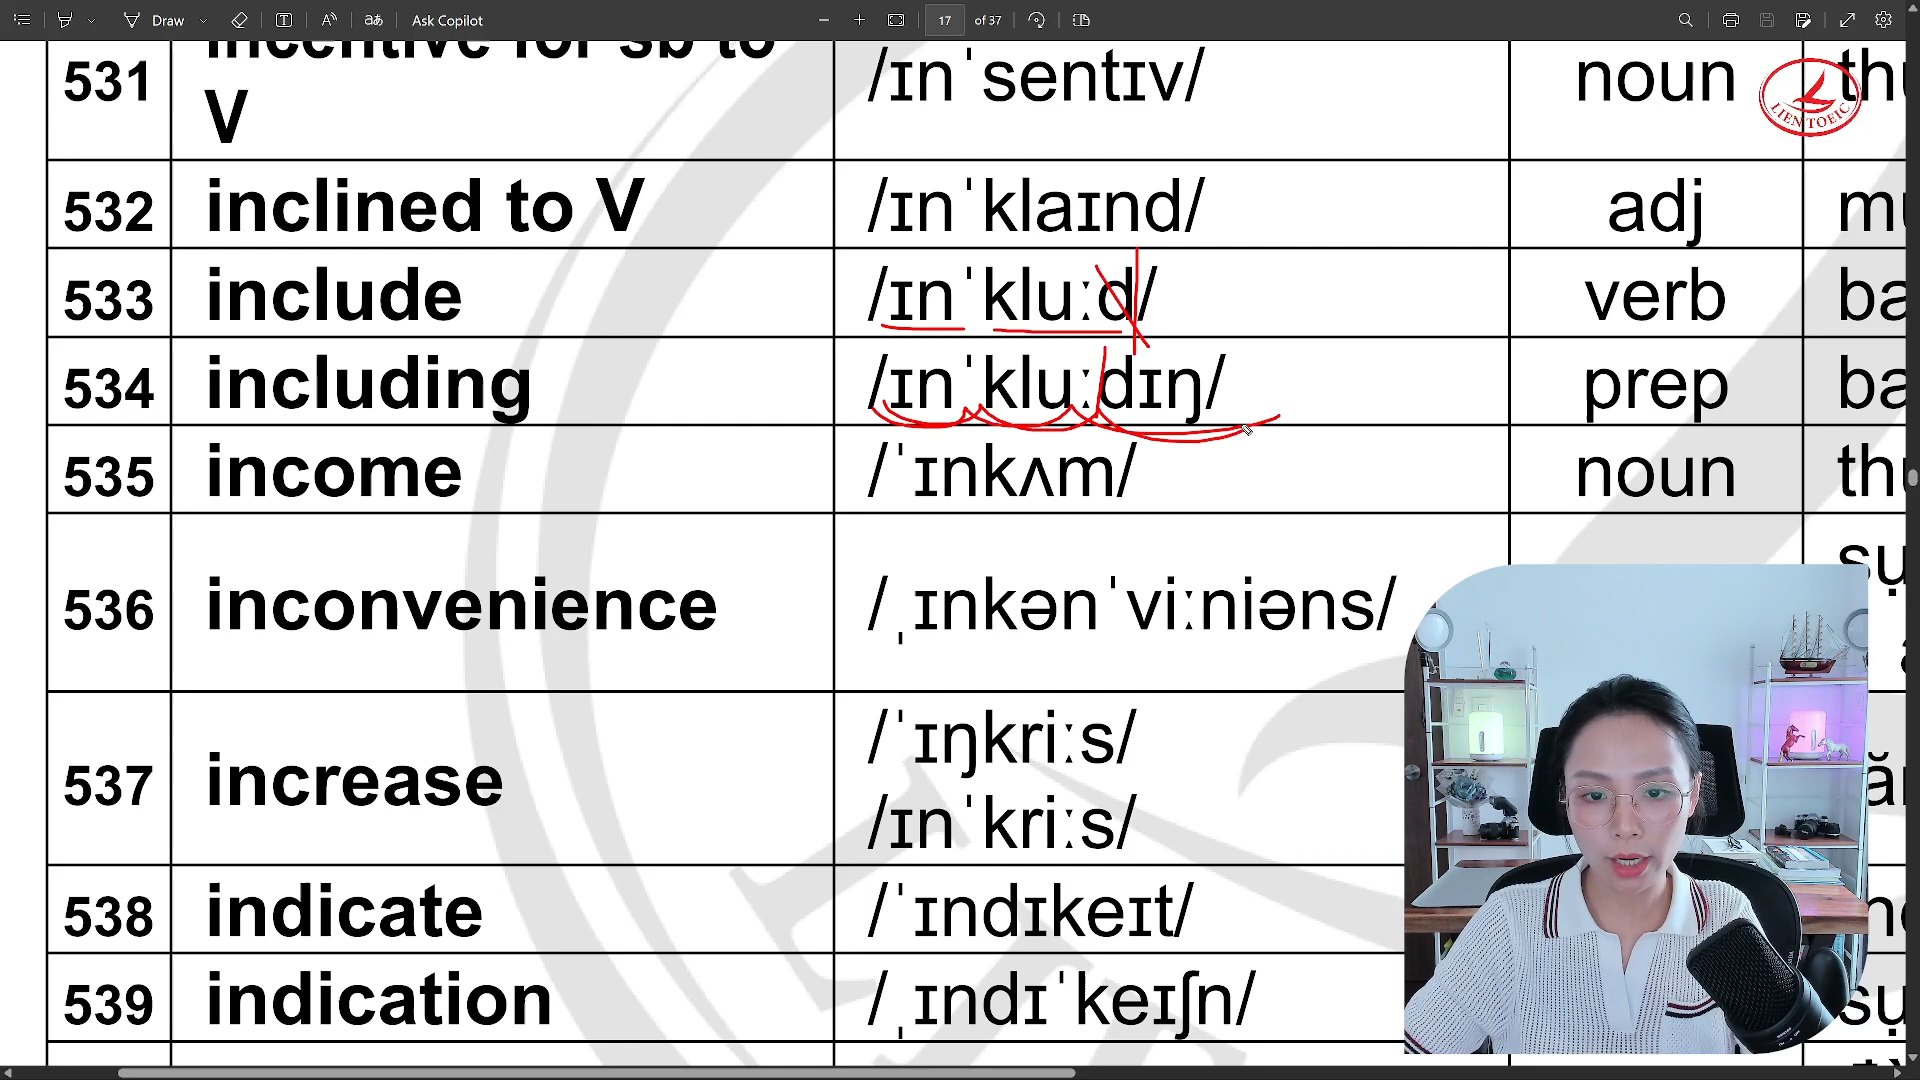 Draw
Ask Copilot
17 of 37
531 incentive for sb to V /ɪnˈsentɪv/ noun
LIEN TOEIC
532 inclined to V /ɪnˈklaɪnd/ adj
533 include /ɪnˈkluːd/ verb
534 including /ɪnˈkluːdɪŋ/ prep
535 income /ˈɪnkʌm/ noun
536 inconvenience /ˌɪnkənˈviːniəns/
537 increase /ˈɪŋkriːs/
/ɪnˈkriːs/
538 indicate /ˈɪndɪkeɪt/
539 indication /ˌɪndɪˈkeɪʃn/